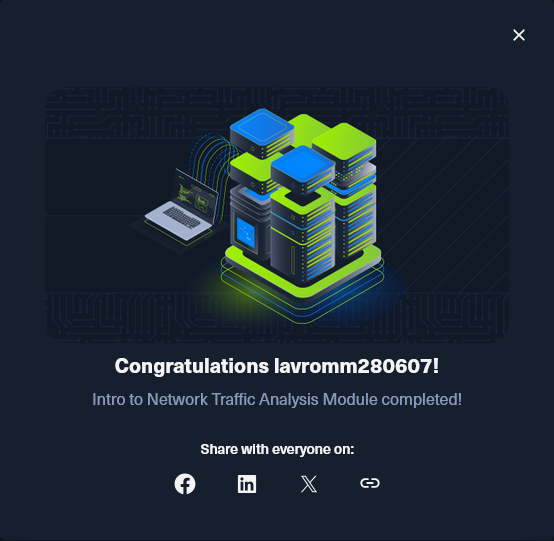 Congratulations lavromm280607!
Intro to Network Traffic Analysis Module completed!
Share with everyone on: